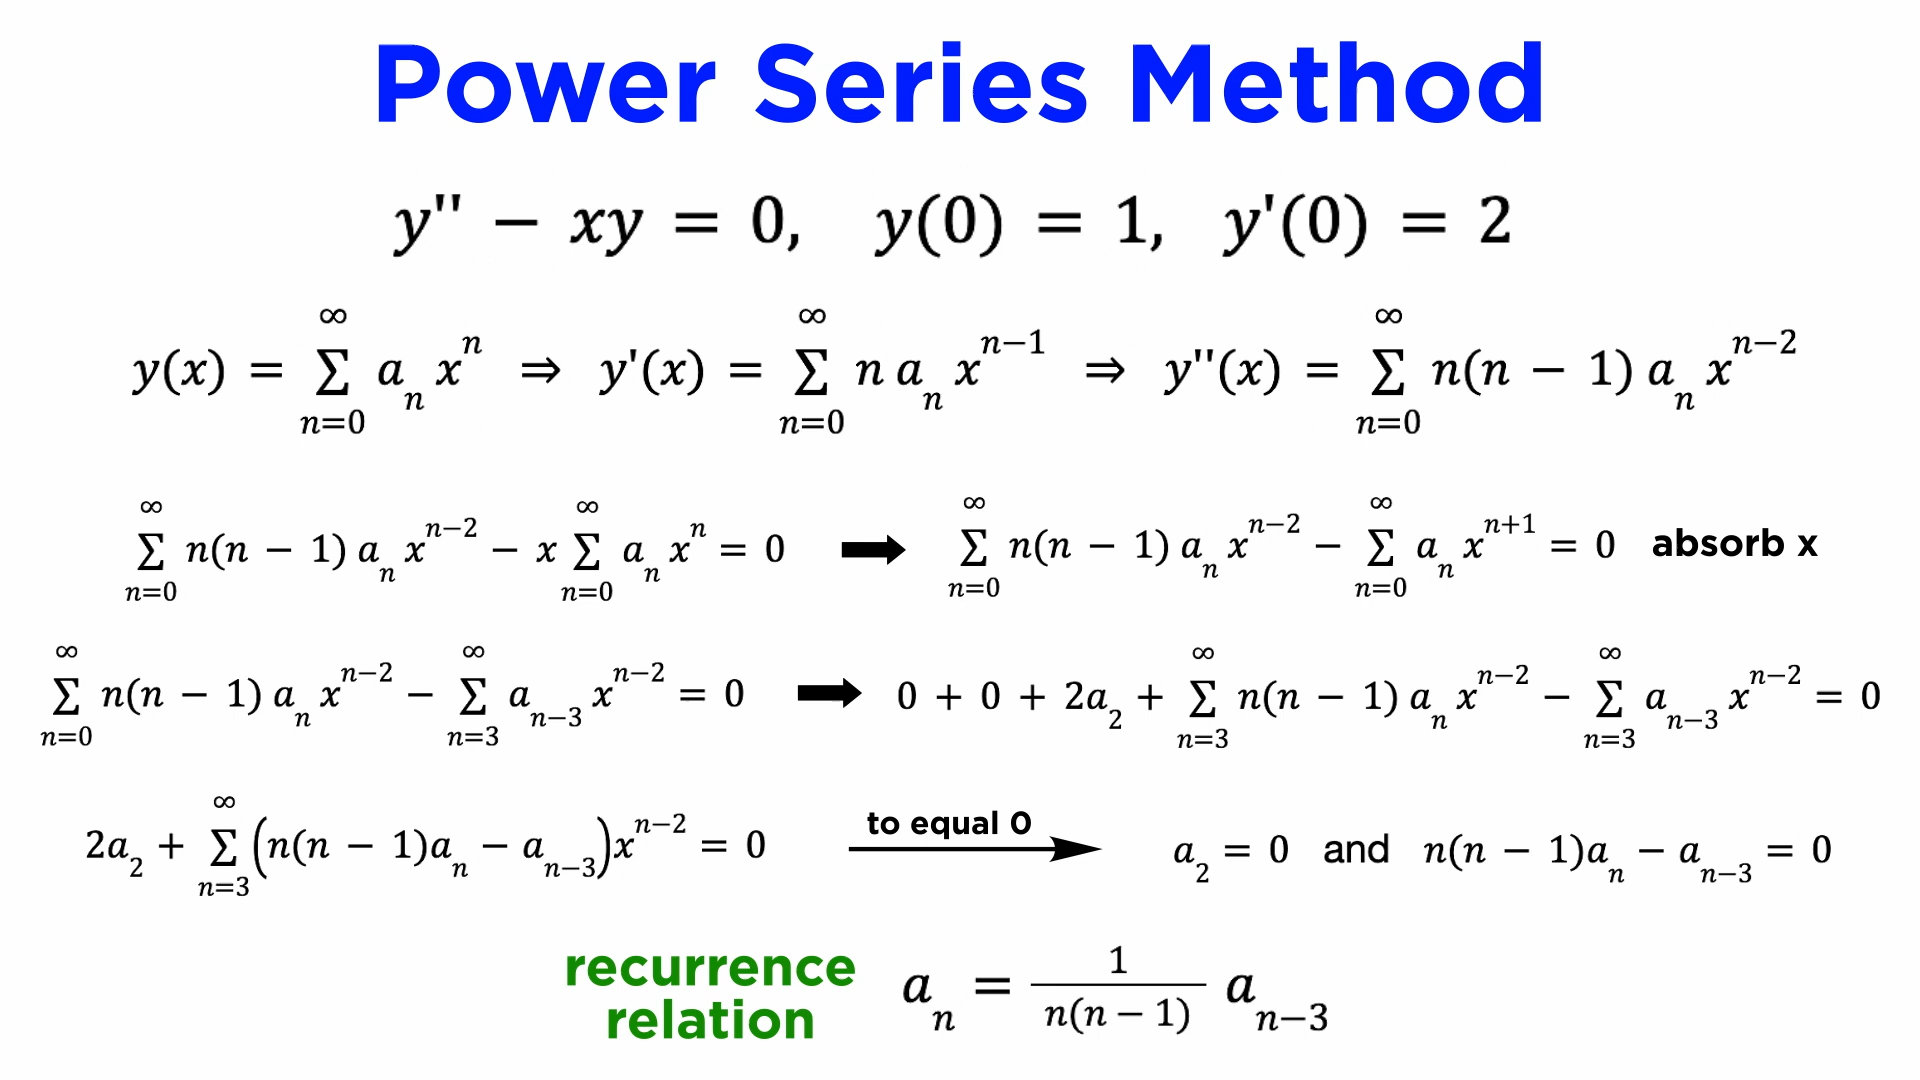 Power Series Method
y'' − xy = 0, y(0) = 1, y'(0) = 2
y(x) = ∑_{n=0}^{∞} a_n x^n ⇒ y'(x) = ∑_{n=0}^{∞} n a_n x^{n−1} ⇒ y''(x) = ∑_{n=0}^{∞} n(n − 1) a_n x^{n−2}
∑_{n=0}^{∞} n(n − 1) a_n x^{n−2} − x ∑_{n=0}^{∞} a_n x^n = 0 ➡ ∑_{n=0}^{∞} n(n − 1) a_n x^{n−2} − ∑_{n=0}^{∞} a_n x^{n+1} = 0 absorb x
∑_{n=0}^{∞} n(n − 1) a_n x^{n−2} − ∑_{n=3}^{∞} a_{n−3} x^{n−2} = 0 ➡ 0 + 0 + 2a_2 + ∑_{n=3}^{∞} n(n − 1) a_n x^{n−2} − ∑_{n=3}^{∞} a_{n−3} x^{n−2} = 0
2a_2 + ∑_{n=3}^{∞} (n(n − 1)a_n − a_{n−3})x^{n−2} = 0 to equal 0 → a_2 = 0 and n(n − 1)a_n − a_{n−3} = 0
recurrence
relation
a_n = \frac{1}{n(n − 1)} a_{n−3}